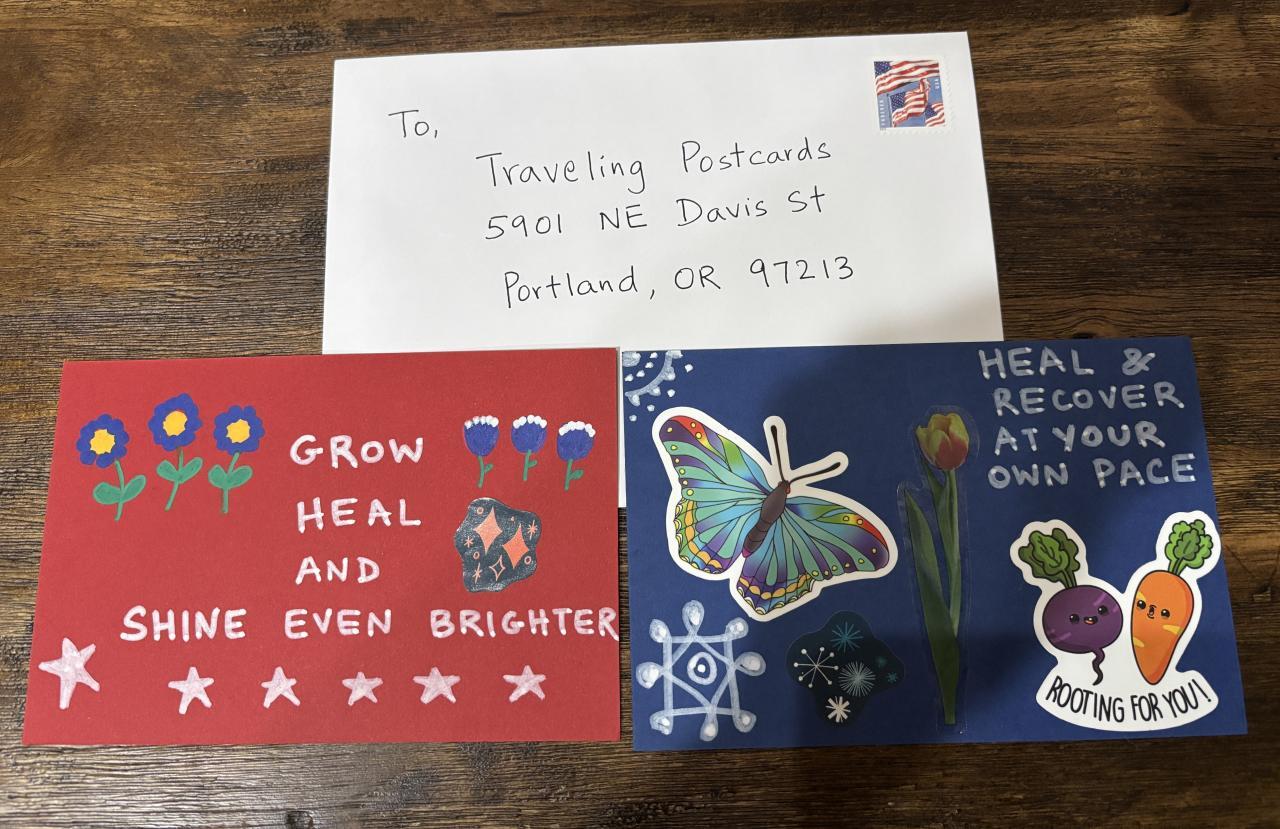 To,
Traveling Postcards
5901 NE Davis St
Portland, OR 97213
GROW
HEAL
AND
SHINE EVEN BRIGHTER
HEAL &
RECOVER
AT YOUR
OWN PACE
ROOTING FOR YOU!